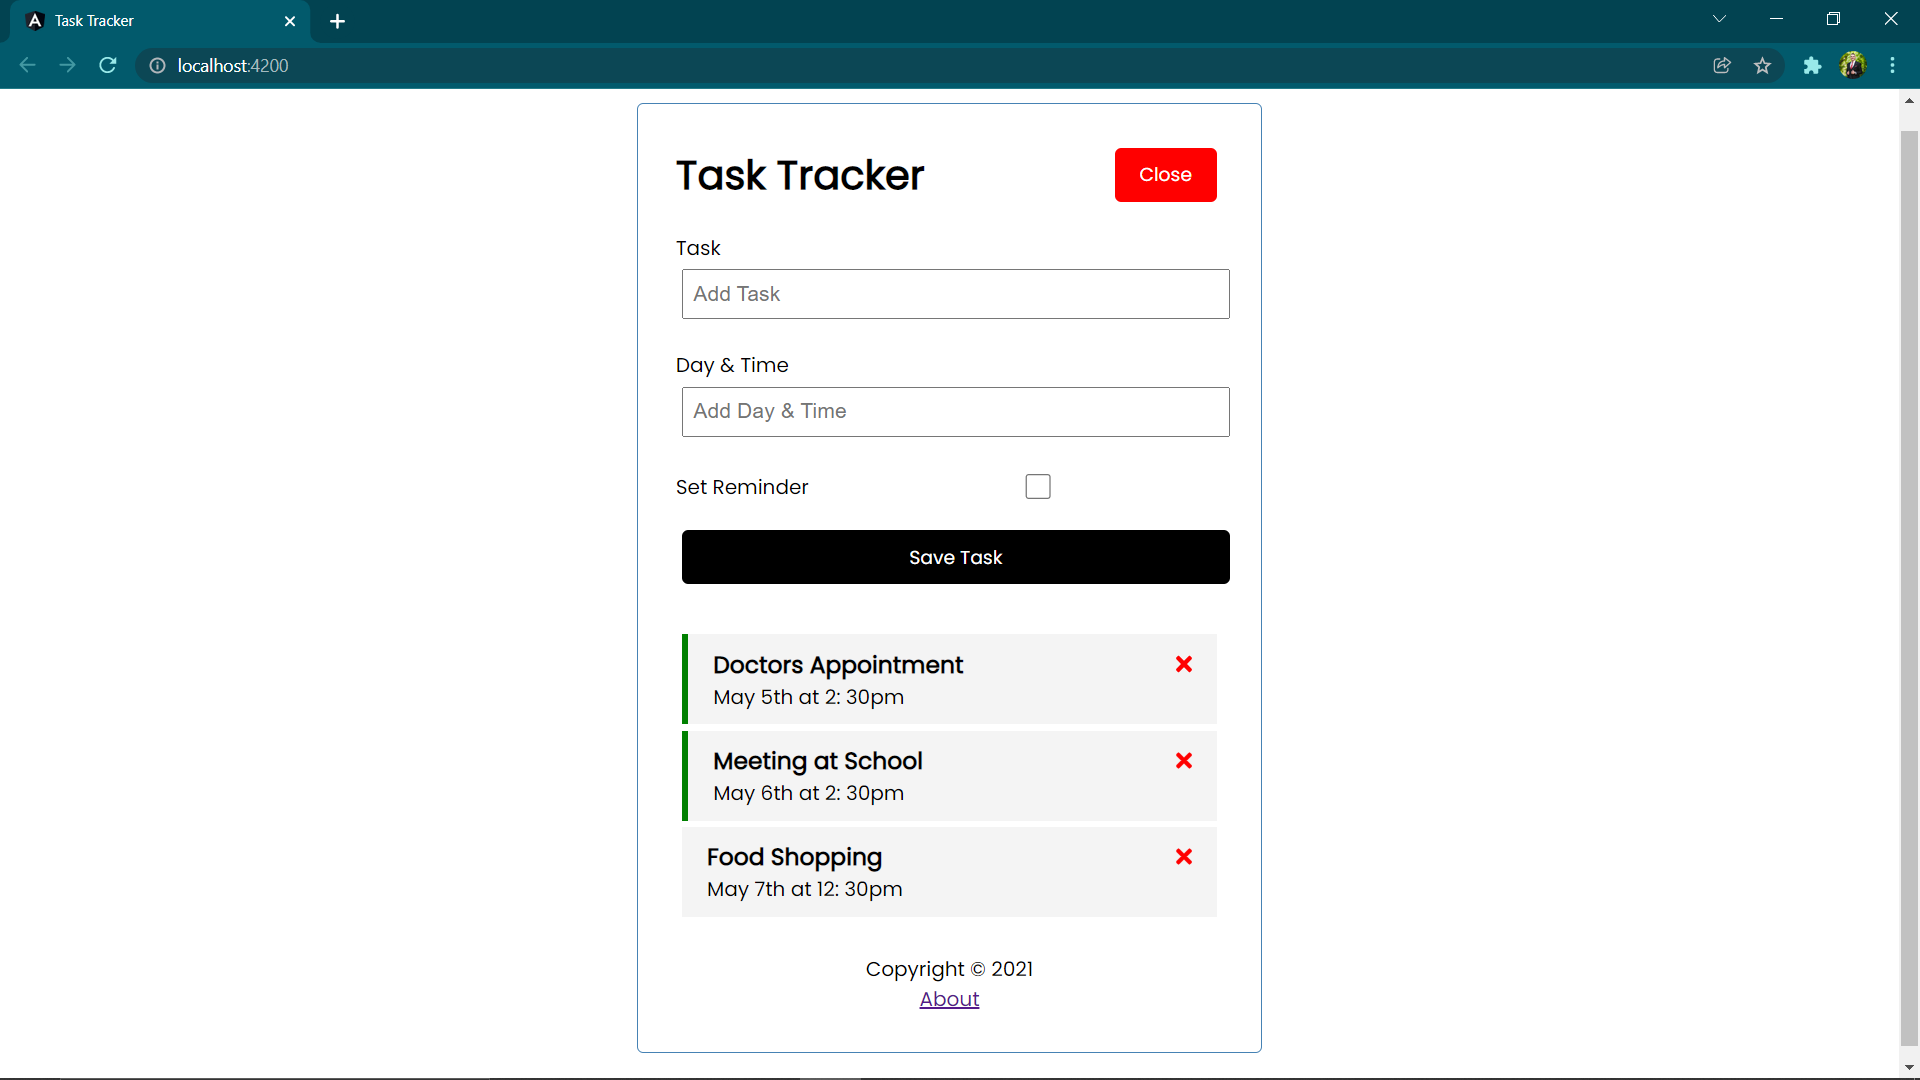 Task Tracker
localhost:4200
Task Tracker
Close
Task
Add Task
Day & Time
Add Day & Time
Set Reminder
Save Task
Doctors Appointment
May 5th at 2: 30pm
Meeting at School
May 6th at 2: 30pm
Food Shopping
May 7th at 12: 30pm
Copyright © 2021
About